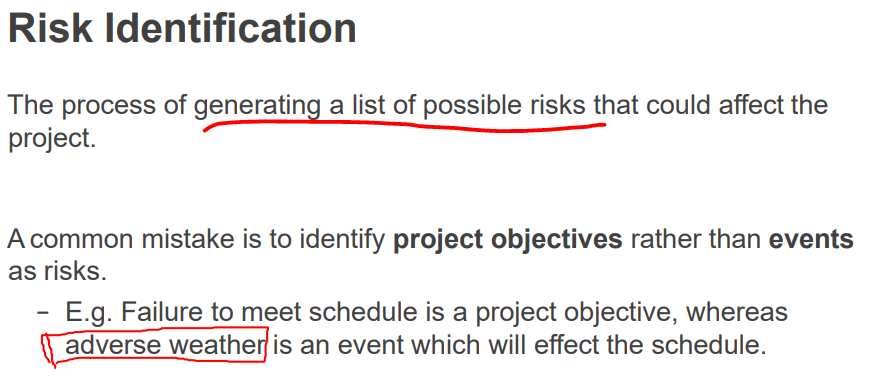 Risk Identification
The process of generating a list of possible risks that could affect the
project.
A common mistake is to identify project objectives rather than events
as risks.
- E.g. Failure to meet schedule is a project objective, whereas
adverse weather is an event which will effect the schedule.